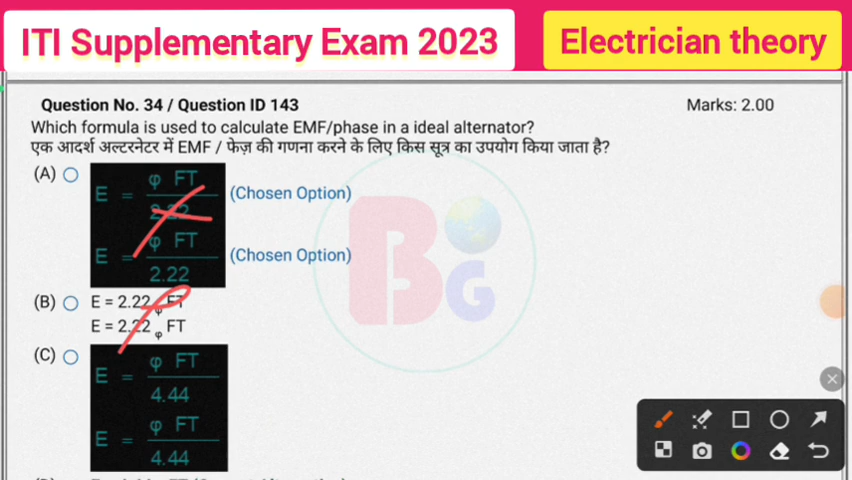 ITI Supplementary Exam 2023
Electrician theory
Question No. 34 / Question ID 143
Marks: 2.00
Which formula is used to calculate EMF/phase in a ideal alternator?
एक आदर्श अल्टरनेटर में EMF / फेज़ की गणना करने के लिए किस सूत्र का उपयोग किया जाता है?
(A)
E = φ FT
2.22
(Chosen Option)
E = φ FT
2.22
(Chosen Option)
(B) E = 2.22 φ FT
E = 2.22 φ FT
(C)
E = φ FT
4.44
E = φ FT
4.44
B
G